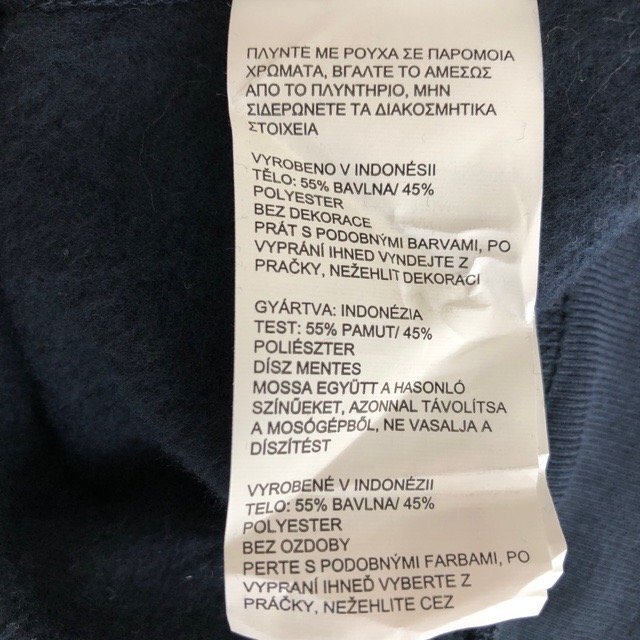 ΠΛΥΝΤΕ ΜΕ ΡΟΥΧΑ ΣΕ ΠΑΡΟΜΟΙΑ
ΧΡΩΜΑΤΑ, ΒΓΑΛΤΕ ΤΟ ΑΜΕΣΩΣ
ΑΠΟ ΤΟ ΠΛΥΝΤΗΡΙΟ, ΜΗΝ
ΣΙΔΕΡΩΝΕΤΕ ΤΑ ΔΙΑΚΟΣΜΗΤΙΚΑ
ΣΤΟΙΧΕΙΑ
VYROBENO V INDONÉSII
TĚLO: 55% BAVLNA/ 45%
POLYESTER
BEZ DEKORACE
PRÁT S PODOBNÝMI BARVAMI, PO
VYPRÁNÍ IHNED VYNDEJTE Z
PRAČKY, NEŽEHLIT DEKORACI
GYÁRTVA: INDONÉZIA
TEST: 55% PAMUT/ 45%
POLIÉSZTER
DÍSZ MENTES
MOSSA EGYÜTT A HASONLÓ
SZÍNŰEKET, AZONNAL TÁVOLÍTSA
A MOSÓGÉPBŐL, NE VASALJA A
DÍSZÍTÉST
VYROBENÉ V INDONÉZII
TELO: 55% BAVLNA/ 45%
POLYESTER
BEZ OZDOBY
PERTE S PODOBNÝMI FARBAMI, PO
VYPRANÍ IHNEĎ VYBERTE Z
PRÁČKY, NEŽEHLITE CEZ